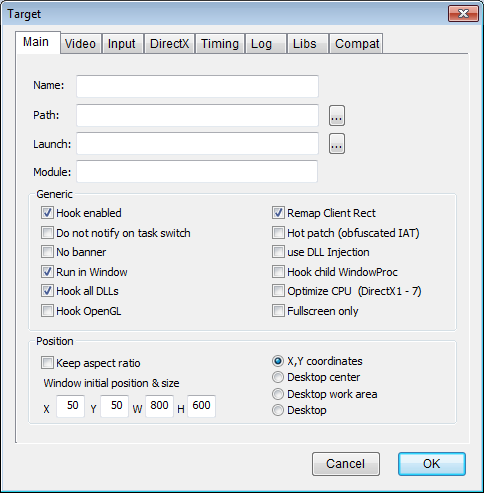 Target
Main Video Input DirectX Timing Log Libs Compat
Name:
Path:
...
Launch:
...
Module:
Generic
Hook enabled Remap Client Rect
Do not notify on task switch Hot patch (obfuscated IAT)
No banner use DLL Injection
Run in Window Hook child WindowProc
Hook all DLLs Optimize CPU (DirectX1 - 7)
Hook OpenGL Fullscreen only
Position
Keep aspect ratio X,Y coordinates
Desktop center
Window initial position & size
Desktop work area
X 50 Y 50 W 800 H 600
Desktop
Cancel OK